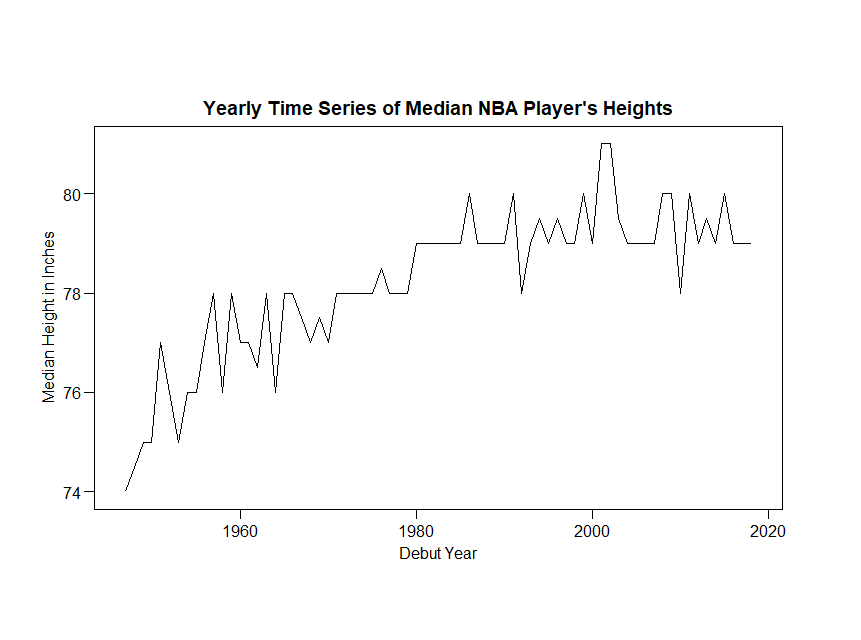 Yearly Time Series of Median NBA Player's Heights
Median Height in Inches
80
78
76
74
1960 1980 2000 2020
Debut Year